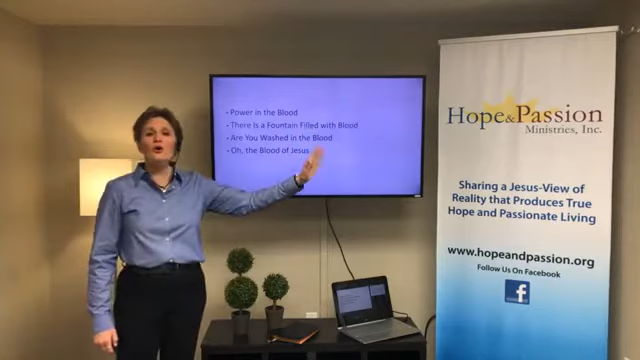 - Power in the Blood
- There Is a Fountain Filled with Blood
- Are You Washed in the Blood
- Oh, the Blood of Jesus
Hope&Passion
Ministries, Inc.
Sharing a Jesus-View of
Reality that Produces True
Hope and Passionate Living
www.hopeandpassion.org
Follow Us On Facebook
f